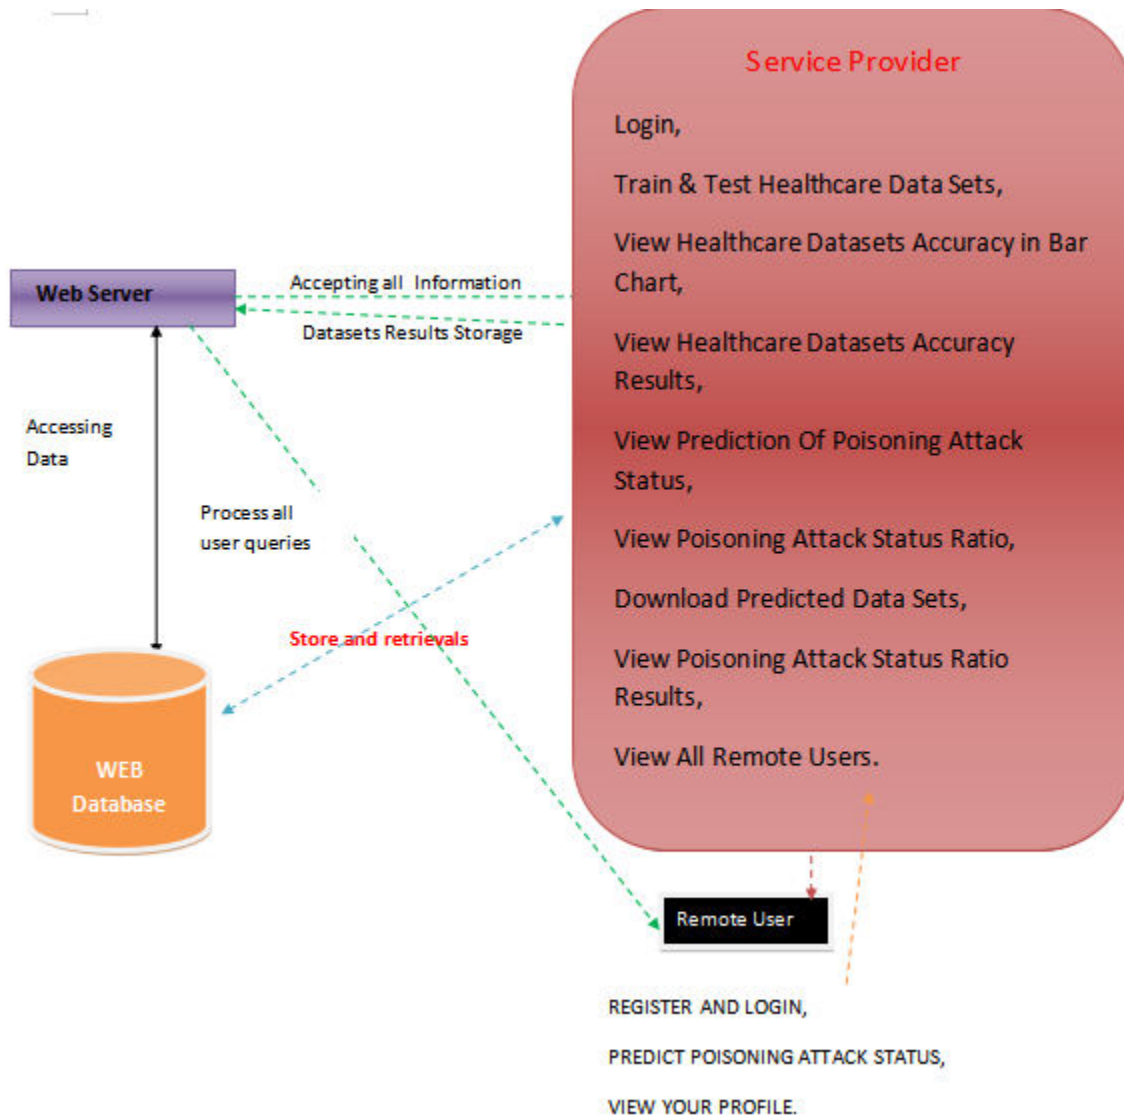 Service Provider
Login,
Train & Test Healthcare Data Sets,
View Healthcare Datasets Accuracy in Bar
Chart,
View Healthcare Datasets Accuracy
Results,
View Prediction Of Poisoning Attack
Status,
View Poisoning Attack Status Ratio,
Download Predicted Data Sets,
View Poisoning Attack Status Ratio
Results,
View All Remote Users.
Web Server
Accepting all Information
Datasets Results Storage
Accessing
Data
Process all
user queries
Store and retrievals
WEB
Database
Remote User
REGISTER AND LOGIN,
PREDICT POISONING ATTACK STATUS,
VIEW YOUR PROFILE.